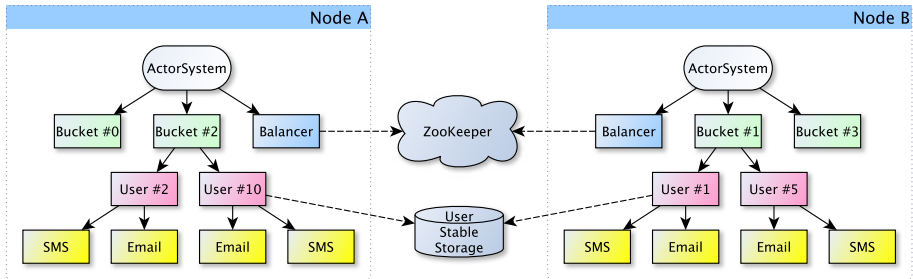 Node A
Node B
ActorSystem
ActorSystem
Bucket #0
Bucket #2
Balancer
ZooKeeper
Balancer
Bucket #1
Bucket #3
User #2
User #10
User #1
User #5
User
Stable
Storage
SMS
Email
Email
SMS
SMS
Email
Email
SMS